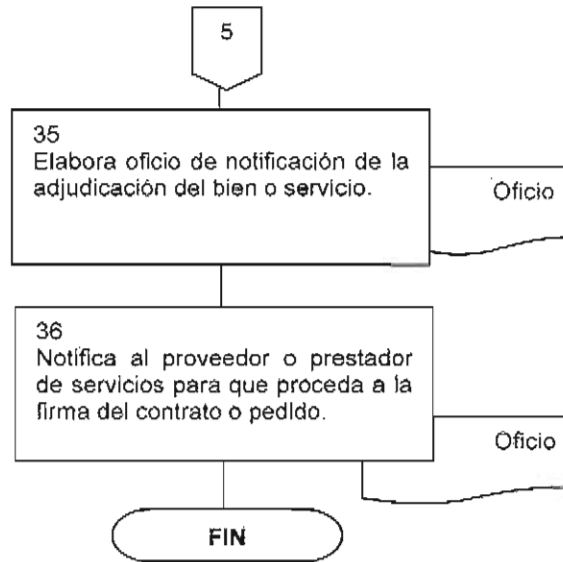 5
35
Elabora oficio de notificación de la
adjudicación del bien o servicio.
Oficio
36
Notifica al proveedor o prestador
de servicios para que proceda a la
firma del contrato o pedido.
Oficio
FIN